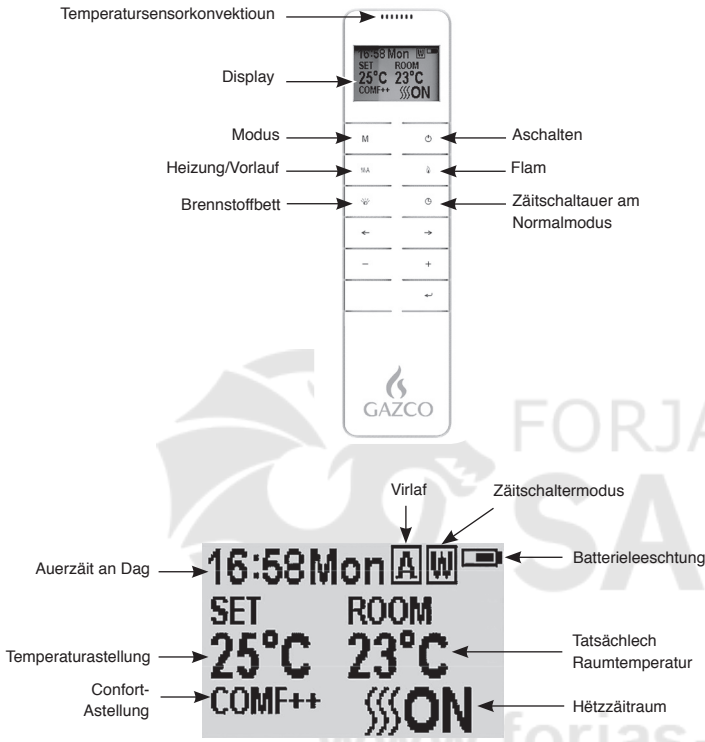 Temperatursensorkonvektioun
16:58 Mon W
SET ROOM
25°C 23°C
COMF++ ON
Display
Modus
M
Aschalten
Heizung/Vorlauf
Flam
Brennstoffbett
Zäitschaltauer am
Normalmodus
← →
− +
GAZCO
FORJA
SA
Virlaf
Zäitschaltermodus
16:58 Mon A W
Auerzäit an Dag
Batterieleeschtung
SET ROOM
25°C 23°C
Temperaturastellung
Tatsächlech
Raumtemperatur
COMF++ ON
Confort-
Astellung
Hëtzzäitraum
forjas-